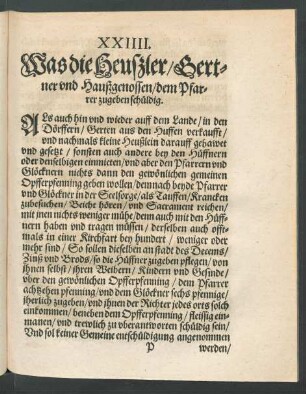 XXIIII.
Was die Heußler/Gert-
ner vnd Haußgenossen/dem Pfar-
rer zugeben schüldig.
ALs auch hin vnd wieder auff dem Lande/in den
Dörffern/Gerten aus den Huffen verkaufft/
vnd nachmals kleine Heußlein darauff gebawet
vnd gesetzt/sonsten auch andere bey den Hüffnern
oder denselbigen einmieten/vnd aber den Pfarrern vnd
Glöcknern nichts dann den gewönlichen gemeinen
Opfferpfenning geben wollen/dennach beyde Pfarrer
vnd Glöckner in der Seelsorge/als Tauffen/Krancken
zubesuchen/Beicht hören/vnd Sacrament reichen/
mit jnen nichts weniger mühe/denn auch mit den Hüff-
nern haben vnd tragen müssen/derselben auch offt-
mals in einer Kirchfart bey hundert/weniger oder
mehr sind/So sollen dieselben an stadt des Decems/
Zinß vnd Brods/so die Hüffner zugeben pflegen/von
jhnen selbst/jhren Weibern/Kindern vnd Gesinde/
vber den gewönlichen Opfferpfenning/dem Pfarrer
achtzehen pfenning/vnd dem Glöckner sechs pfennige/
jherlich zugeben/vnd jhnen der Richter jedes orts solch
einkommen/beneben dem Opfferpfenning/fleissig ein-
manen/vnd trewlich zu vberantworten schüldig sein/
Vnd sol keiner Gemeine entschüldigung angenommen
P werden/